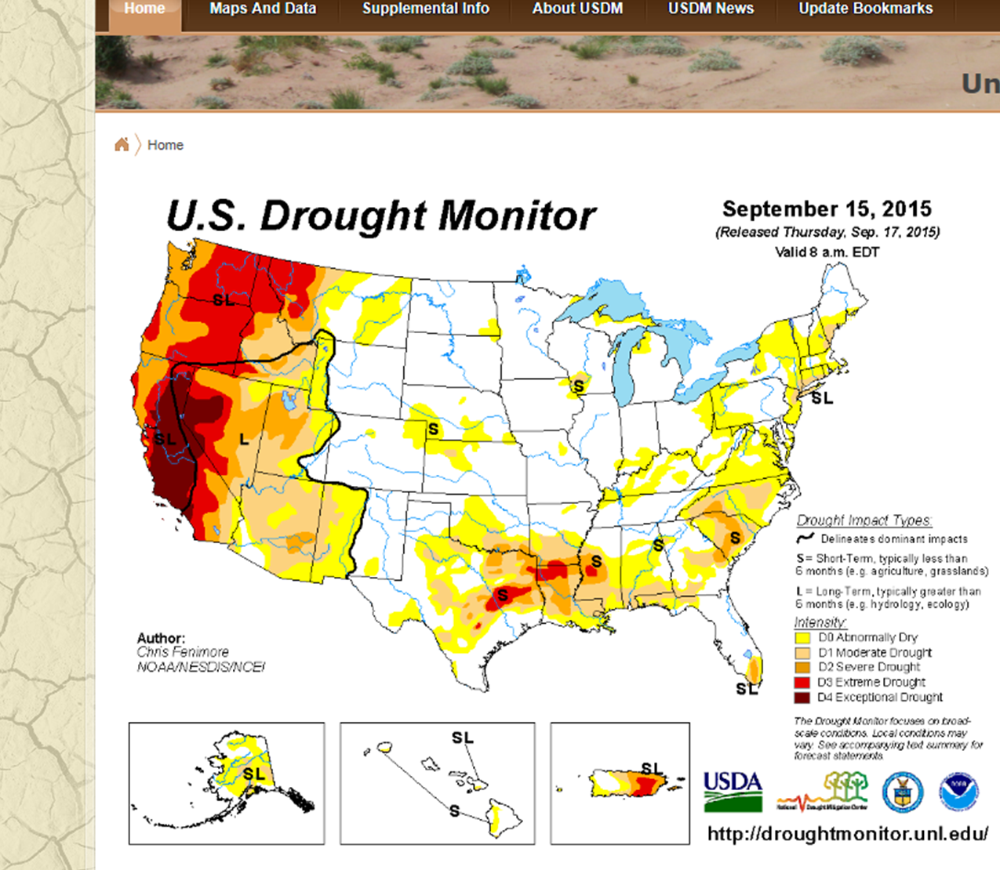 Home Maps And Data Supplemental Info About USDM USDM News Update Bookmarks
Un
Home
U.S. Drought Monitor
September 15, 2015
(Released Thursday, Sep. 17, 2015)
Valid 8 a.m. EDT
SL
S
SL
S
SL
L
S
S
S
S
SL
Drought Impact Types:
Delineates dominant impacts
S = Short-Term, typically less than
6 months (e.g. agriculture, grasslands)
L = Long-Term, typically greater than
6 months (e.g. hydrology, ecology)
Intensity:
D0 Abnormally Dry
D1 Moderate Drought
D2 Severe Drought
D3 Extreme Drought
D4 Exceptional Drought
Author:
Chris Fenimore
NOAA/NESDIS/NCEI
The Drought Monitor focuses on broad-
scale conditions. Local conditions may
vary. See accompanying text summary for
forecast statements.
SL
SL
S
SL
USDA
National Drought Mitigation Center
NOAA
http://droughtmonitor.unl.edu/